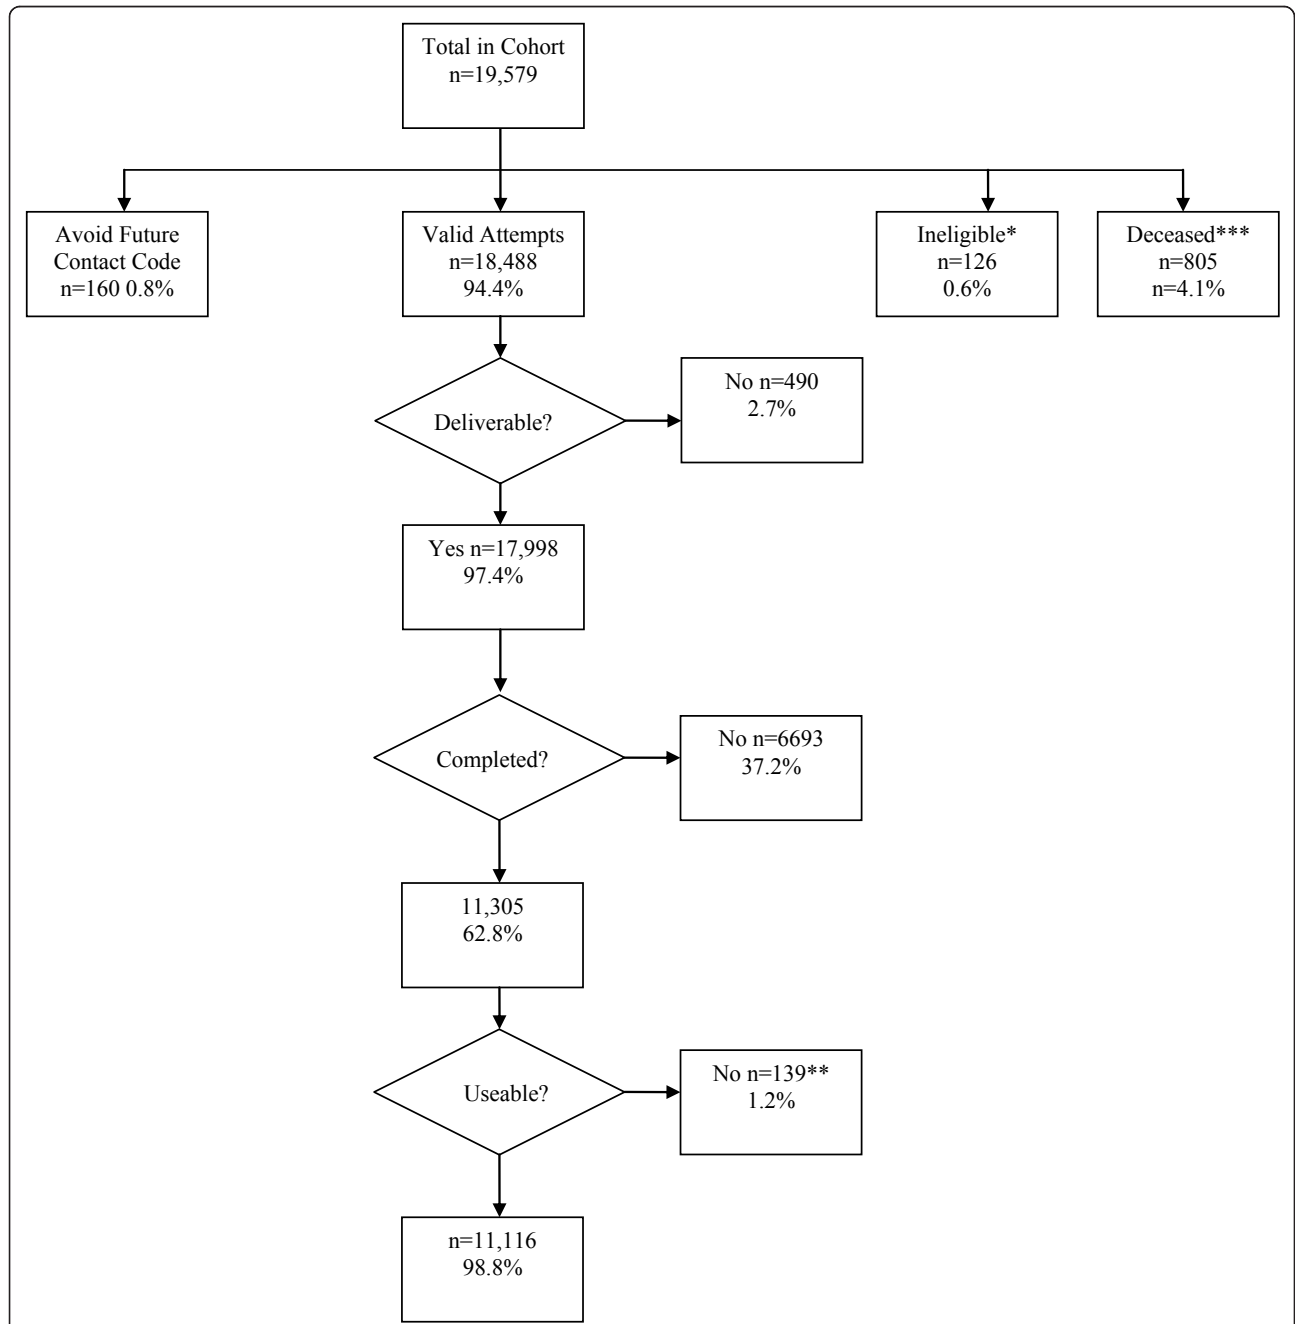 Total in Cohort
n=19,579
Avoid Future
Contact Code
n=160 0.8%
Valid Attempts
n=18,488
94.4%
Ineligible*
n=126
0.6%
Deceased***
n=805
n=4.1%
Deliverable?
No n=490
2.7%
Yes n=17,998
97.4%
Completed?
No n=6693
37.2%
11,305
62.8%
Useable?
No n=139**
1.2%
n=11,116
98.8%